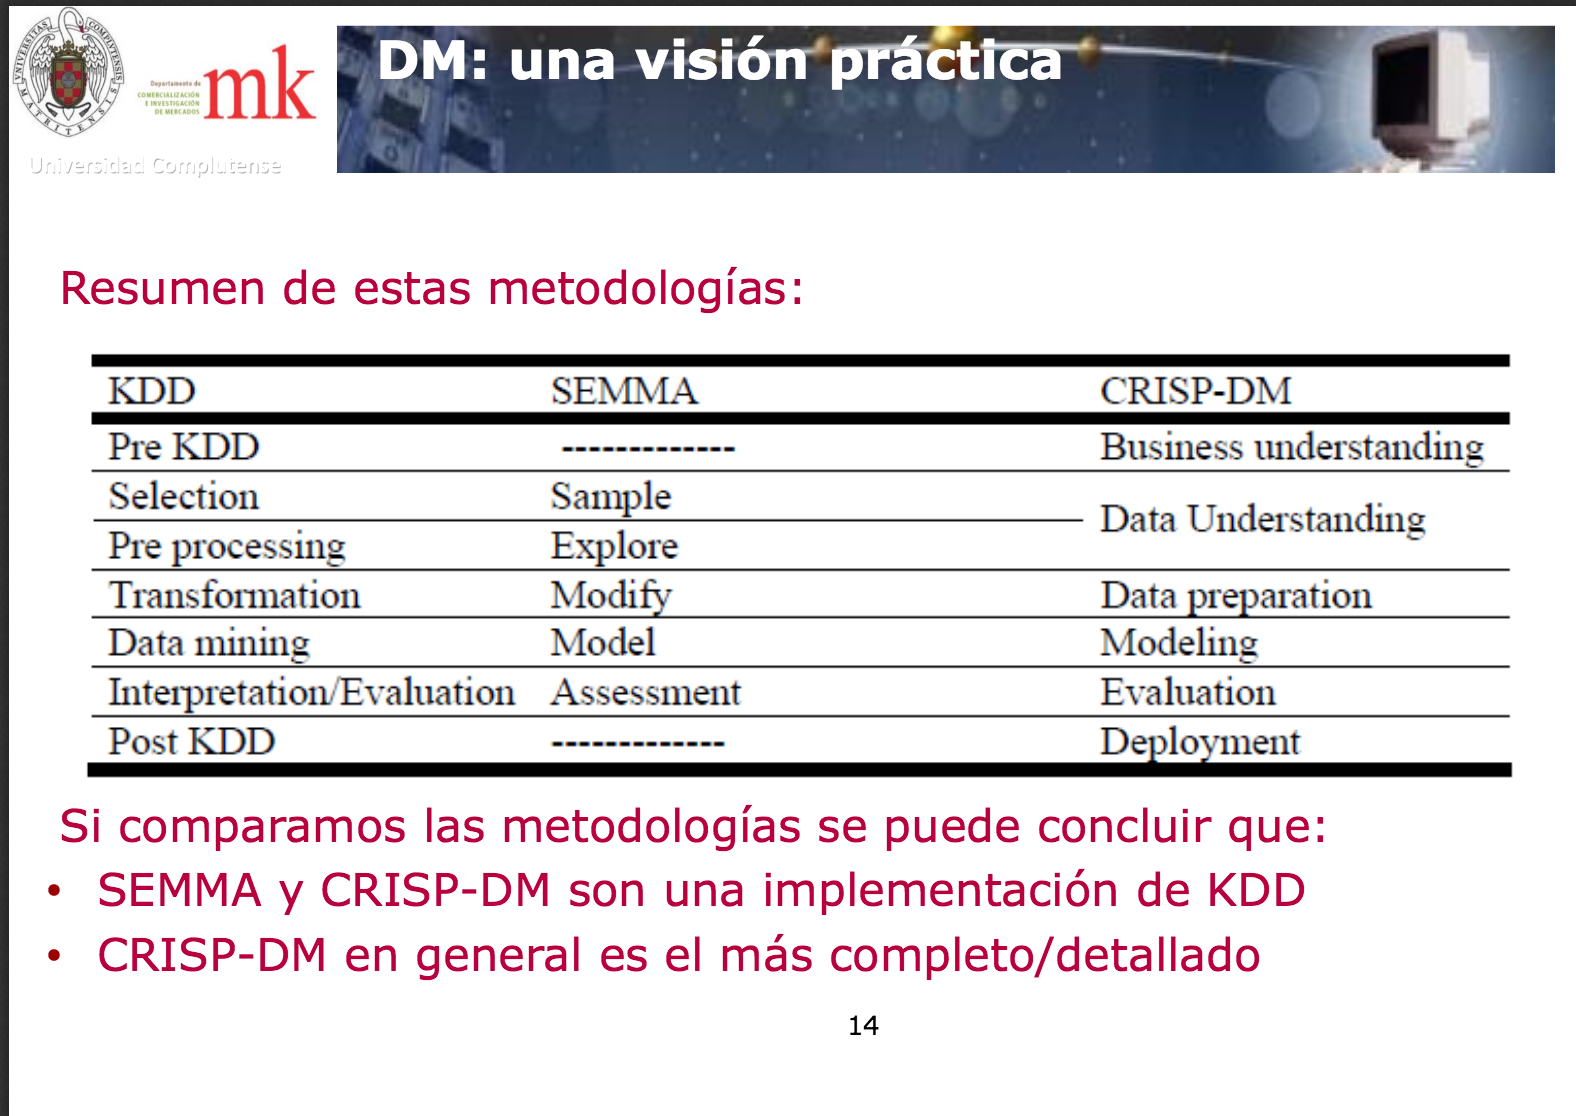 UNIVERSITAS COMPLUTENSIS MATRITENSIS
Departamento de
COMERCIALIZACIÓN
E INVESTIGACIÓN
DE MERCADOS
mk
Universidad Complutense
DM: una visión práctica
Resumen de estas metodologías:
KDD SEMMA CRISP-DM
Pre KDD ------------- Business understanding
Selection Sample
Data Understanding
Pre processing Explore
Transformation Modify Data preparation
Data mining Model Modeling
Interpretation/Evaluation Assessment Evaluation
Post KDD ------------- Deployment
Si comparamos las metodologías se puede concluir que:
• SEMMA y CRISP-DM son una implementación de KDD
• CRISP-DM en general es el más completo/detallado
14